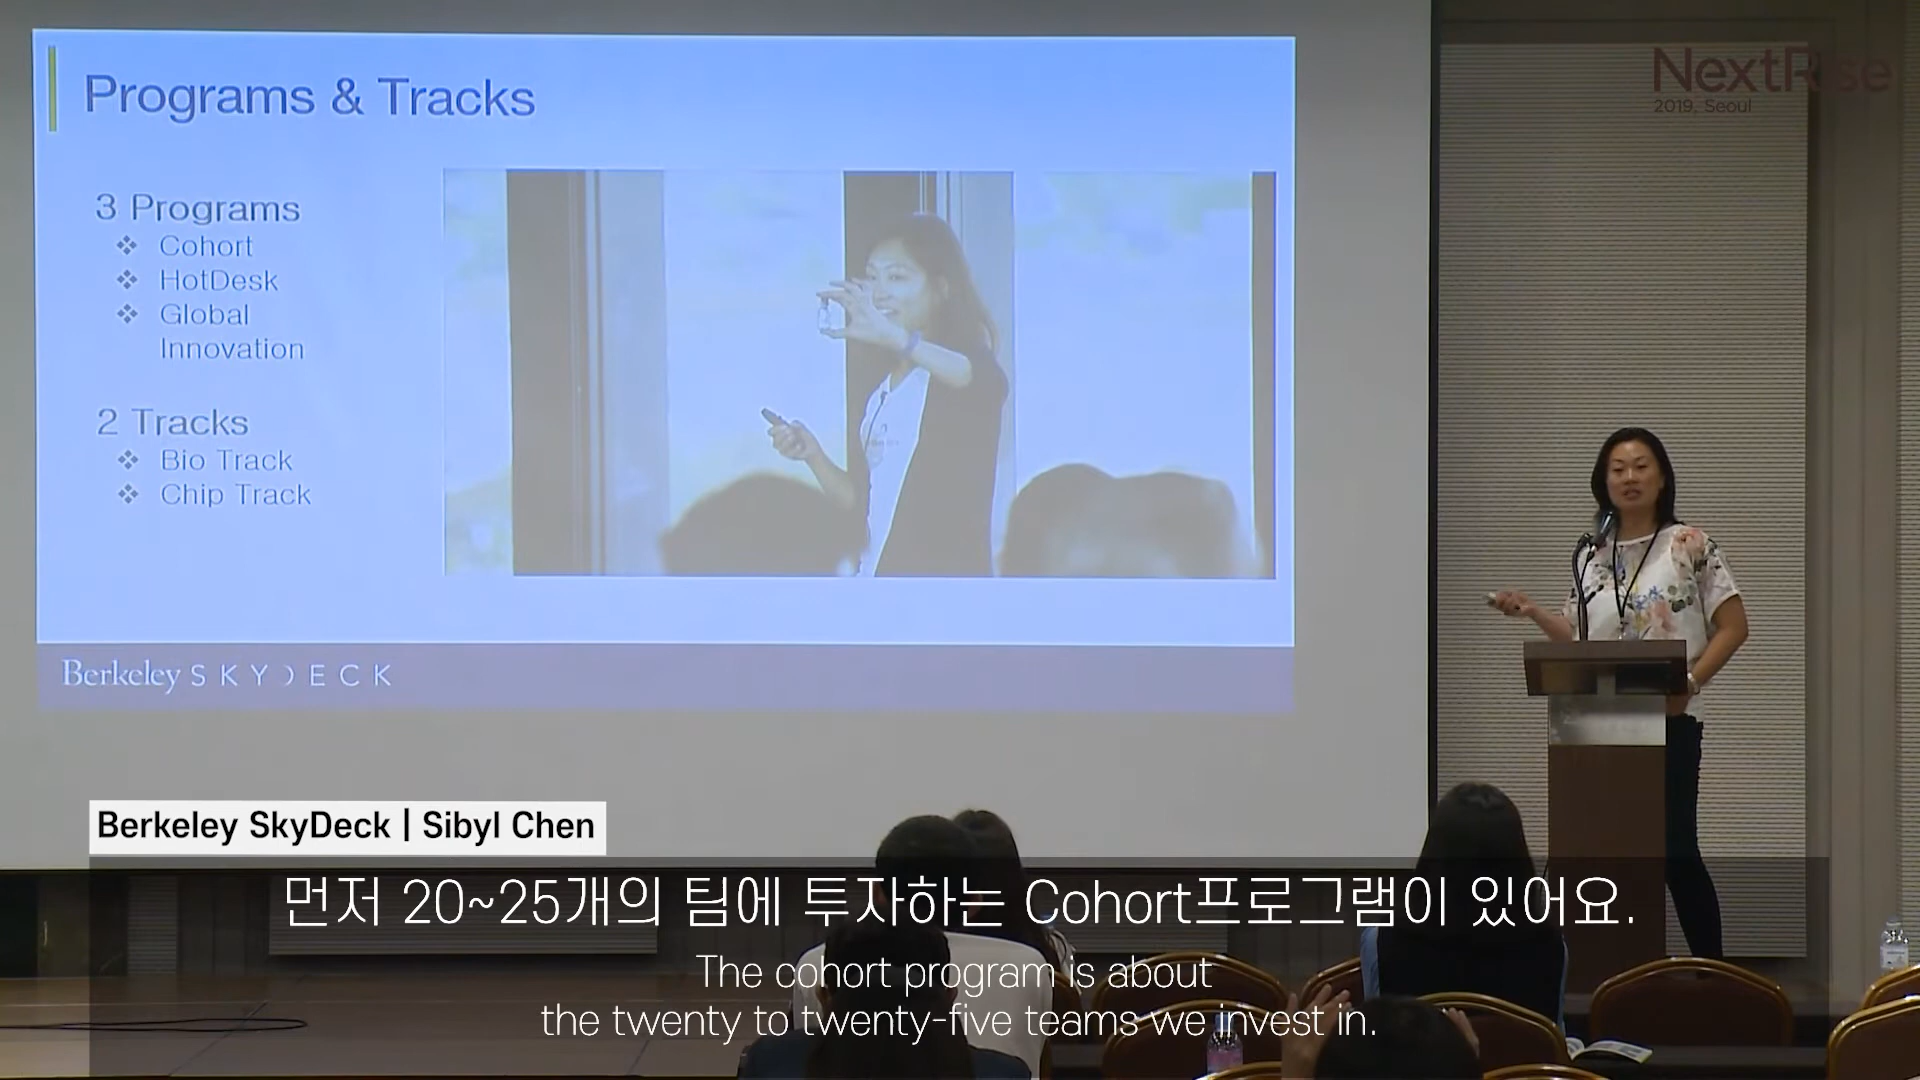 Programs & Tracks
3 Programs
❖ Cohort
❖ HotDesk
❖ Global
Innovation
2 Tracks
❖ Bio Track
❖ Chip Track
Berkeley SKYDECK
NextRise
2019, Seoul
Berkeley SkyDeck | Sibyl Chen
먼저 20~25개의 팀에 투자하는 Cohort프로그램이 있어요.
The cohort program is about
the twenty to twenty-five teams we invest in.